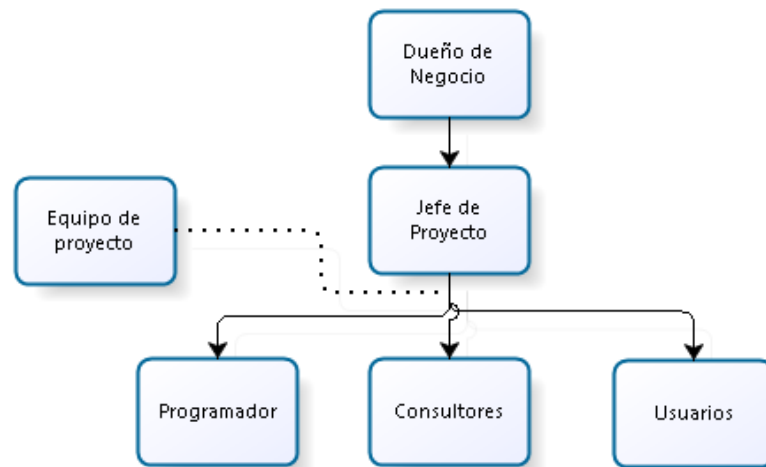 Dueño de
Negocio
Equipo de
proyecto
Jefe de
Proyecto
Programador
Consultores
Usuarios